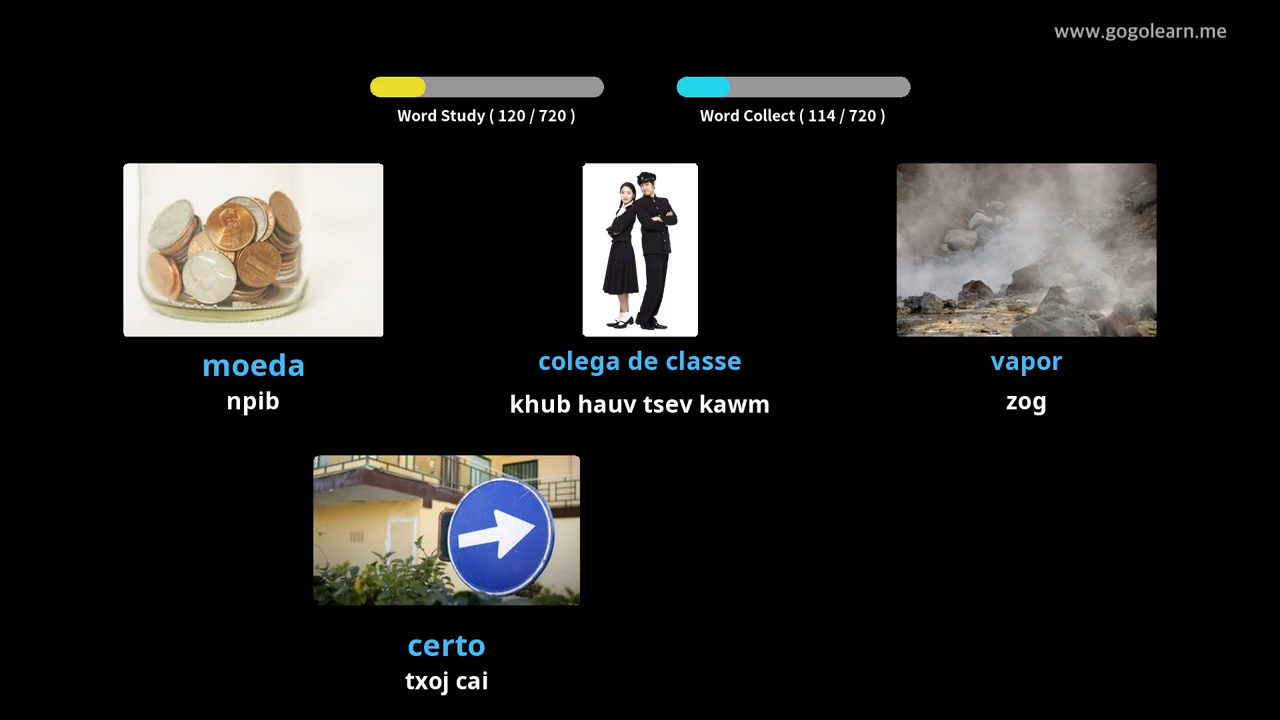 www.gogolearn.me
Word Study ( 120 / 720 )
Word Collect ( 114 / 720 )
moeda
npib
colega de classe
khub hauv tsev kawm
vapor
zog
certo
txoj cai